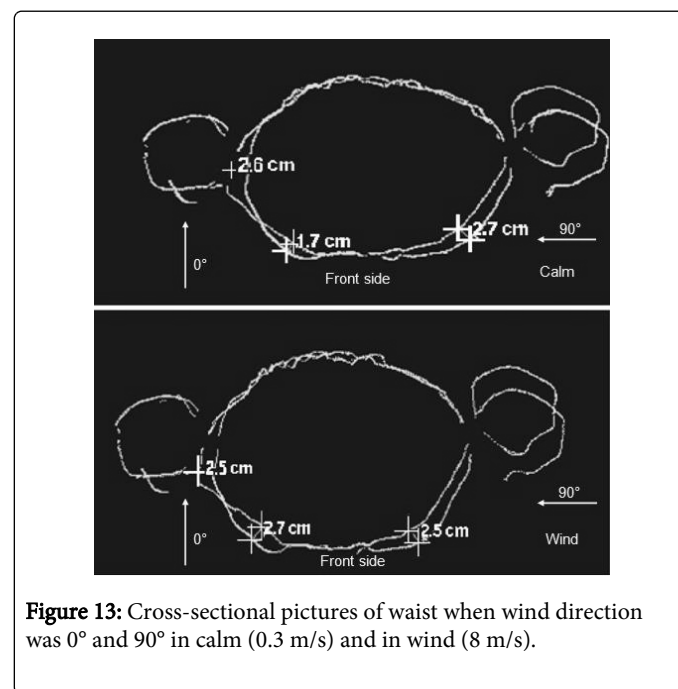 2.6 cm
1.7 cm
2.7 cm
90°
0°
Front side
Calm
2.5 cm
2.7 cm
2.5 cm
90°
0°
Front side
Wind
Figure 13: Cross-sectional pictures of waist when wind direction
was 0° and 90° in calm (0.3 m/s) and in wind (8 m/s).